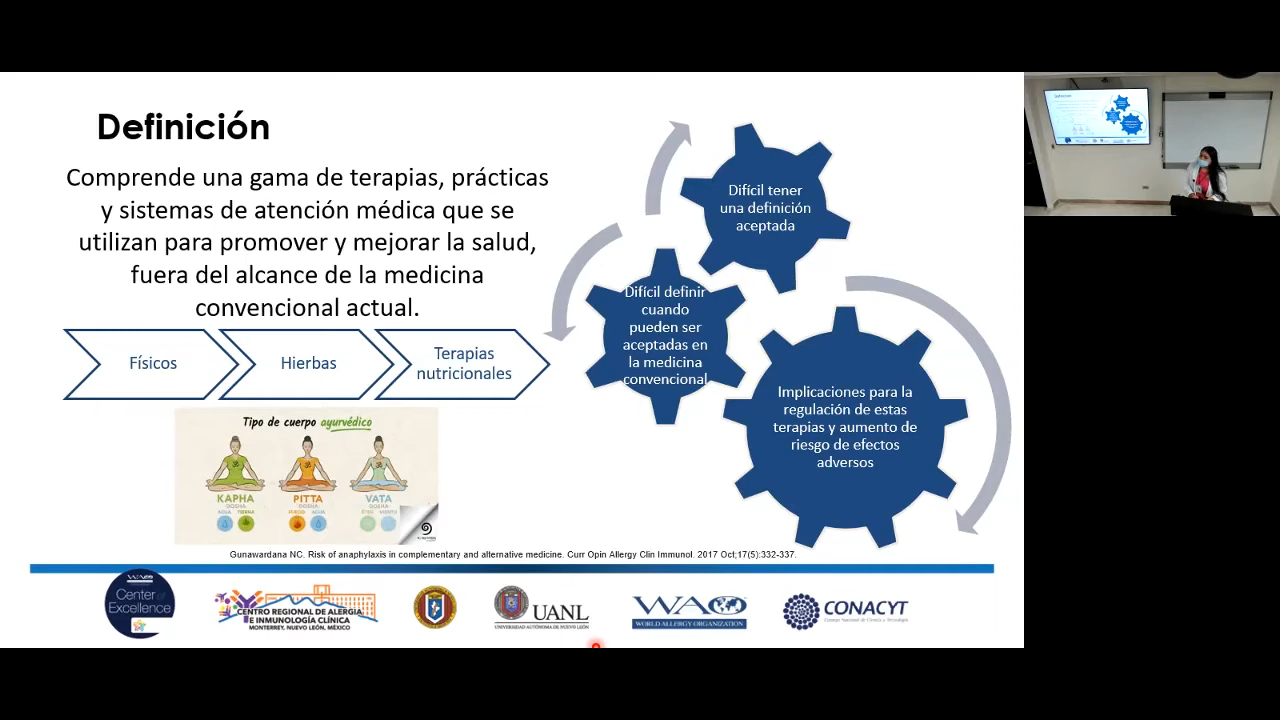 Definición
Comprende una gama de terapias, prácticas
y sistemas de atención médica que se
utilizan para promover y mejorar la salud,
fuera del alcance de la medicina
convencional actual.
Físicos
Hierbas
Terapias
nutricionales
Tipo de cuerpo ayurvédico
KAPHA
DOSHA
AGUA TIERRA
PITTA
DOSHA
FUEGO AGUA
VATA
DOSHA
ÉTER VIENTO
Difícil tener
una definición
aceptada
Difícil definir
cuando
pueden ser
aceptadas en
la medicina
convencional
Implicaciones para la
regulación de estas
terapias y aumento de
riesgo de efectos
adversos
Gunawardana NC. Risk of anaphylaxis in complementary and alternative medicine. Curr Opin Allergy Clin Immunol. 2017 Oct;17(5):332-337.
WAO
Center of
Excellence
CENTRO REGIONAL DE ALERGIA
E INMUNOLOGÍA CLÍNICA
MONTERREY, NUEVO LEÓN, MÉXICO
UANL
UNIVERSIDAD AUTÓNOMA DE NUEVO LEÓN
WAO
WORLD ALLERGY ORGANIZATION
CONACYT
Consejo Nacional de Ciencia y Tecnología